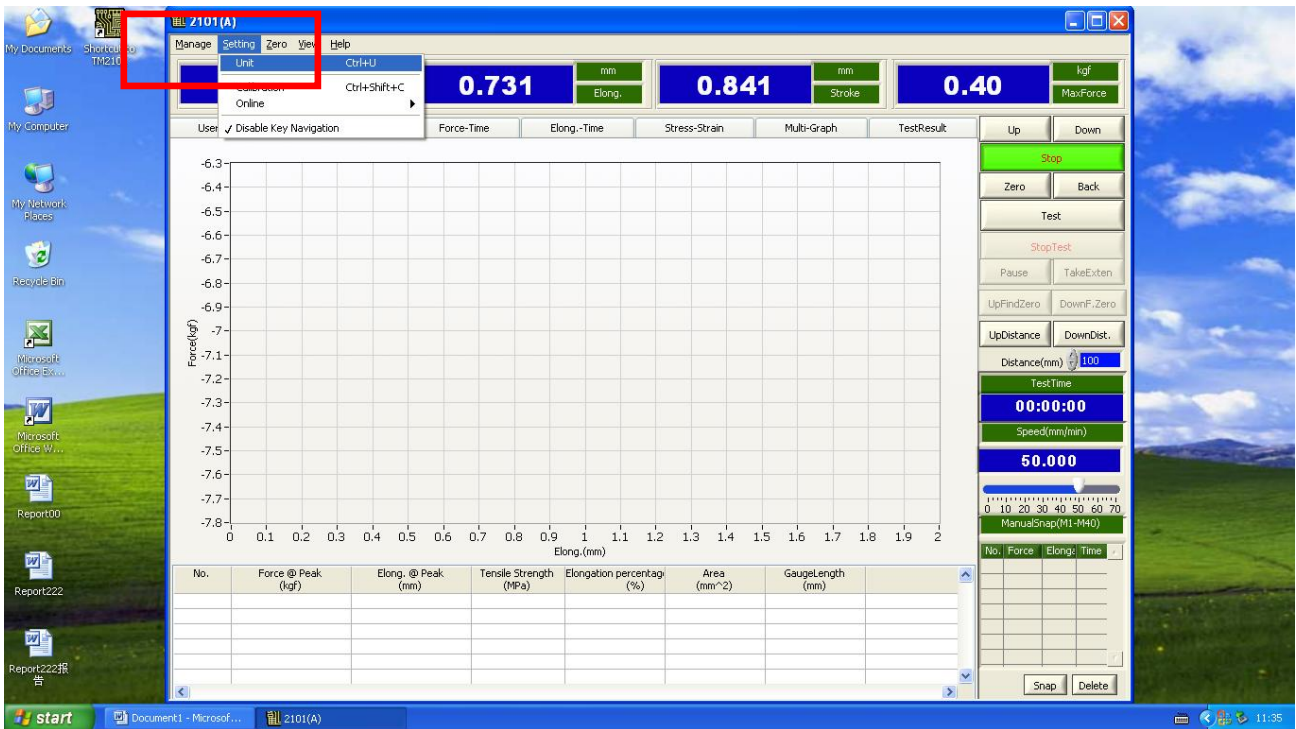 My Documents
2101(A)
Manage Setting Zero View Help
Unit Ctrl+U
Calibration Ctrl+Shift+C
Online
✓ Disable Key Navigation
0.731 mm Elong.
0.841 mm Stroke
0.40 kgf MaxForce
My Computer
My Network
Places
Recycle Bin
Microsoft
Office Ex...
Microsoft
Office W...
Report00
Report222
Report222报
告
User
Force-Time Elong.-Time Stress-Strain Multi-Graph TestResult
-6.3
-6.4
-6.5
-6.6
-6.7
-6.8
-6.9
-7
-7.1
-7.2
-7.3
-7.4
-7.5
-7.6
-7.7
-7.8
Force(kgf)
0 0.1 0.2 0.3 0.4 0.5 0.6 0.7 0.8 0.9 1 1.1 1.2 1.3 1.4 1.5 1.6 1.7 1.8 1.9 2
Elong.(mm)
No. Force @ Peak Elong. @ Peak Tensile Strength Elongation percentag Area GaugeLength
(kgf) (mm) (MPa) (%) (mm^2) (mm)
Up Down
Stop
Zero Back
Test
StopTest
Pause TakeExten
UpFindZero DownF.Zero
UpDistance DownDist.
Distance(mm) 100
TestTime
00:00:00
Speed(mm/min)
50.000
0 10 20 30 40 50 60 70
ManualSnap(M1-M40)
No. Force Elonga Time
Snap Delete
start Document1 - Microsof... 2101(A) 11:35